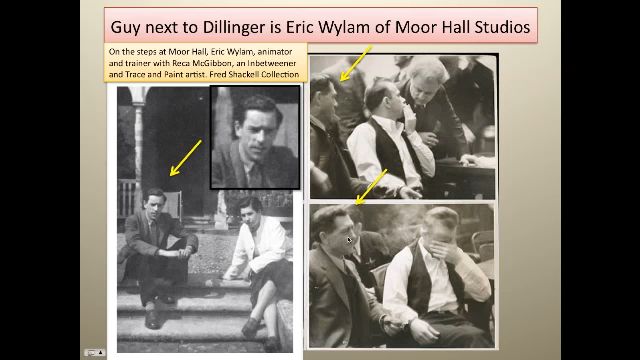 Guy next to Dillinger is Eric Wylam of Moor Hall Studios
On the steps at Moor Hall, Eric Wylam, animator
and trainer with Reca McGibbon, an Inbetweener
and Trace and Paint artist. Fred Shackell Collection